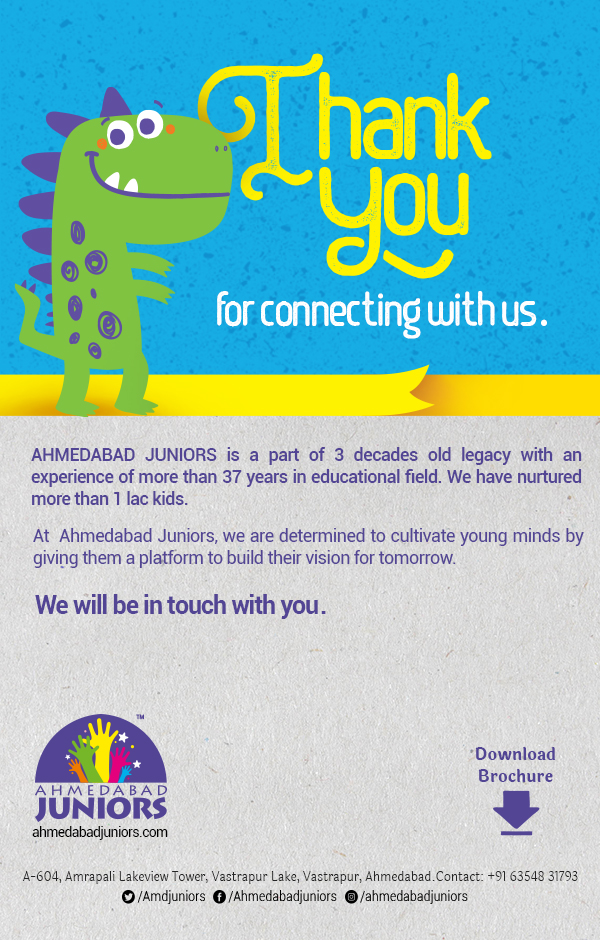 Thank
you
for connecting with us.
AHMEDABAD JUNIORS is a part of 3 decades old legacy with an
experience of more than 37 years in educational field. We have nurtured
more than 1 lac kids.
At Ahmedabad Juniors, we are determined to cultivate young minds by
giving them a platform to build their vision for tomorrow.
We will be in touch with you.
TM
AHMEDABAD
JUNIORS
ahmedabadjuniors.com
Download
Brochure
A-604, Amrapali Lakeview Tower, Vastrapur Lake, Vastrapur, Ahmedabad.Contact: +91 63548 31793
/Amdjuniors /Ahmedabadjuniors /ahmedabadjuniors